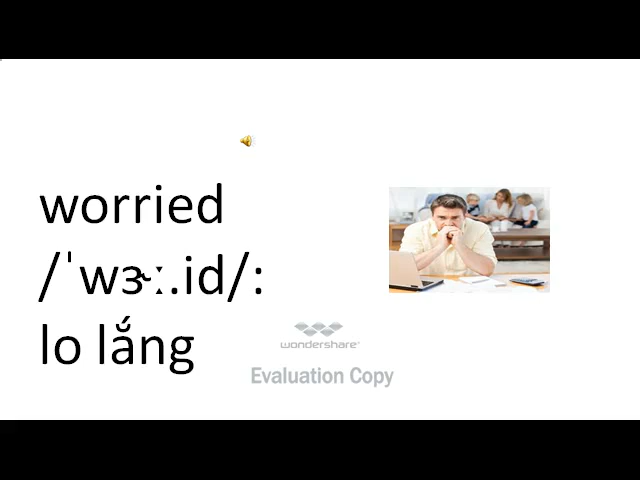 worried
/ˈwɝː.id/:
lo lắng
wondershare
Evaluation Copy